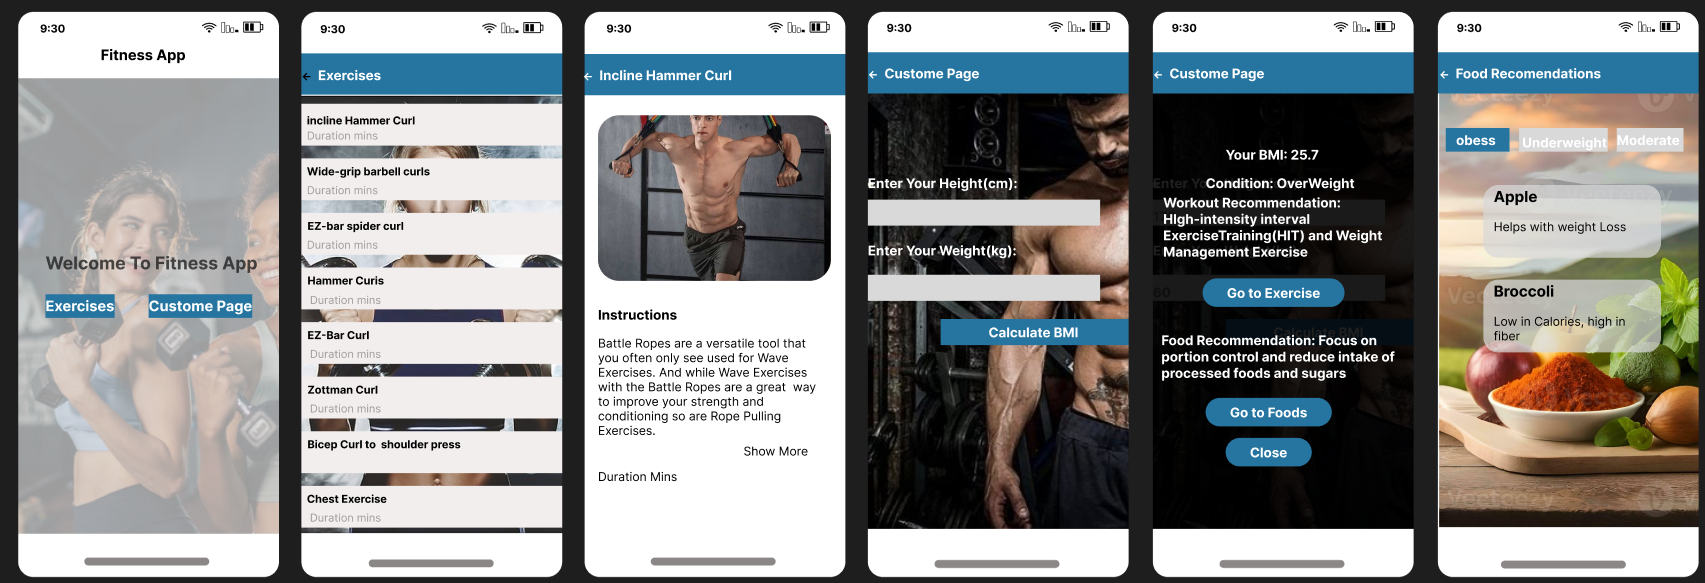 9:30
Fitness App
Welcome To Fitness App
Exercises
Custome Page
9:30
← Exercises
incline Hammer Curl
Duration mins
Wide-grip barbell curls
Duration mins
EZ-bar spider curl
Duration mins
Hammer Curis
Duration mins
EZ-Bar Curl
Duration mins
Zottman Curl
Duration mins
Bicep Curl to shoulder press
Chest Exercise
Duration mins
9:30
← Incline Hammer Curl
Instructions
Battle Ropes are a versatile tool that
you often only see used for Wave
Exercises. And while Wave Exercises
with the Battle Ropes are a great way
to improve your strength and
conditioning so are Rope Pulling
Exercises.
Show More
Duration Mins
9:30
← Custome Page
Enter Your Height(cm):
Enter Your Weight(kg):
Calculate BMI
9:30
← Custome Page
Your BMI: 25.7
Enter Yo
Condition: OverWeight
Workout Recommendation:
HIgh-intensity interval
ExerciseTraining(HIT) and Weight
Management Exercise
60
Go to Exercise
Calculate BMI
Food Recommendation: Focus on
portion control and reduce intake of
processed foods and sugars
Go to Foods
Close
9:30
← Food Recomendations
Vecteezy
obess
Underweight
Moderate
Apple
Helps with weight Loss
Broccoli
Low in Calories, high in
fiber
Vecteezy